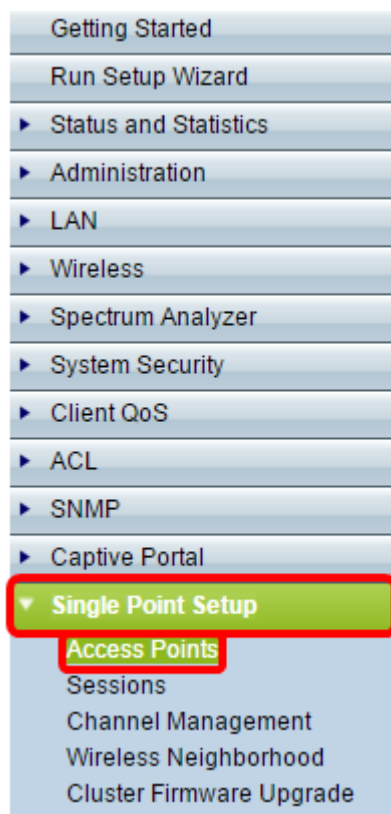 Getting Started
Run Setup Wizard
Status and Statistics
Administration
LAN
Wireless
Spectrum Analyzer
System Security
Client QoS
ACL
SNMP
Captive Portal
Single Point Setup
Access Points
Sessions
Channel Management
Wireless Neighborhood
Cluster Firmware Upgrade